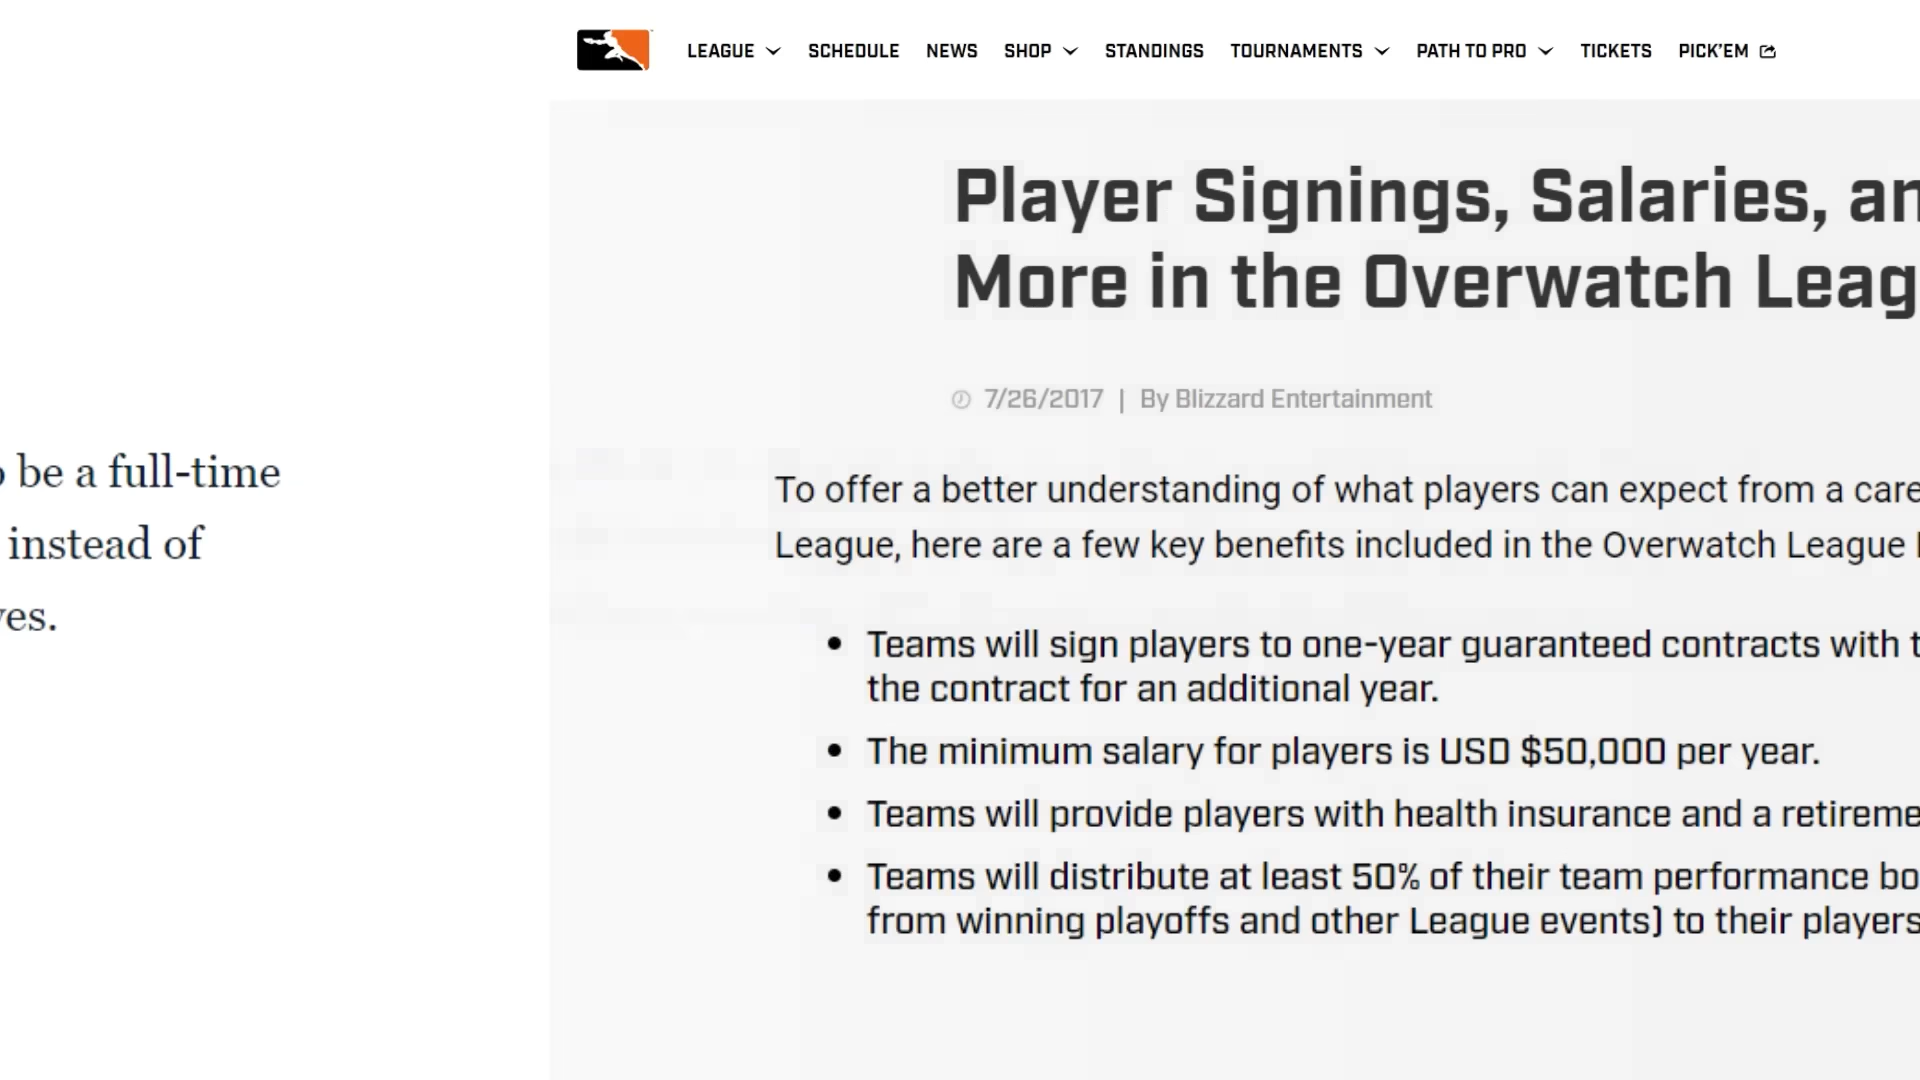 LEAGUE SCHEDULE NEWS SHOP STANDINGS TOURNAMENTS PATH TO PRO TICKETS PICK'EM
Player Signings, Salaries, an
More in the Overwatch Leag
7/26/2017 | By Blizzard Entertainment
be a full-time
instead of
To offer a better understanding of what players can expect from a care
League, here are a few key benefits included in the Overwatch League
• Teams will sign players to one-year guaranteed contracts with t
the contract for an additional year.
• The minimum salary for players is USD $50,000 per year.
• Teams will provide players with health insurance and a retireme
• Teams will distribute at least 50% of their team performance bo
from winning playoffs and other League events) to their players